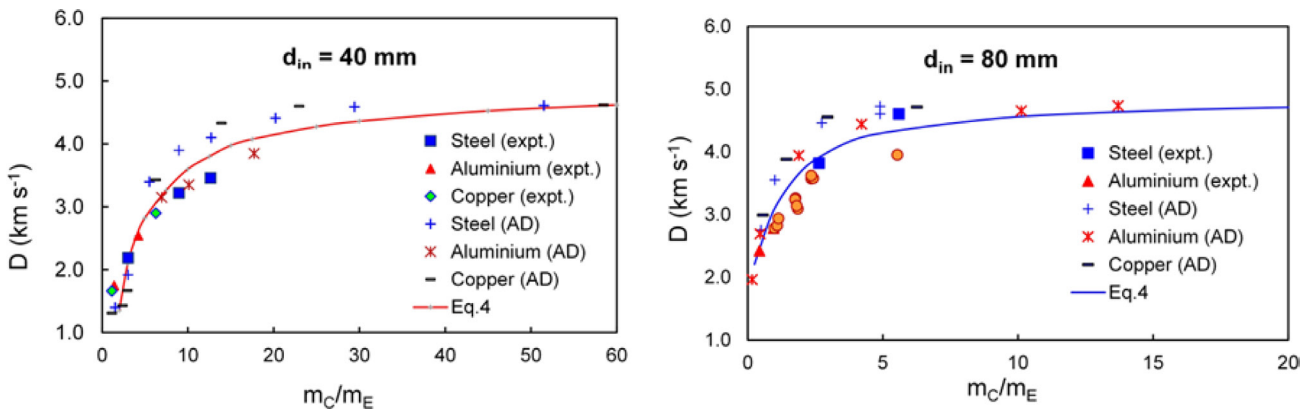 6.0
5.0
4.0
3.0
2.0
1.0
D (km s-1)
din = 40 mm
Steel (expt.)
Aluminium (expt.)
Copper (expt.)
Steel (AD)
Aluminium (AD)
Copper (AD)
Eq.4
0 10 20 30 40 50 60
mC/mE
6.0
5.0
4.0
3.0
2.0
1.0
D (km s-1)
din = 80 mm
Steel (expt.)
Aluminium (expt.)
Steel (AD)
Aluminium (AD)
Copper (AD)
Eq.4
0 5 10 15 20
mC/mE